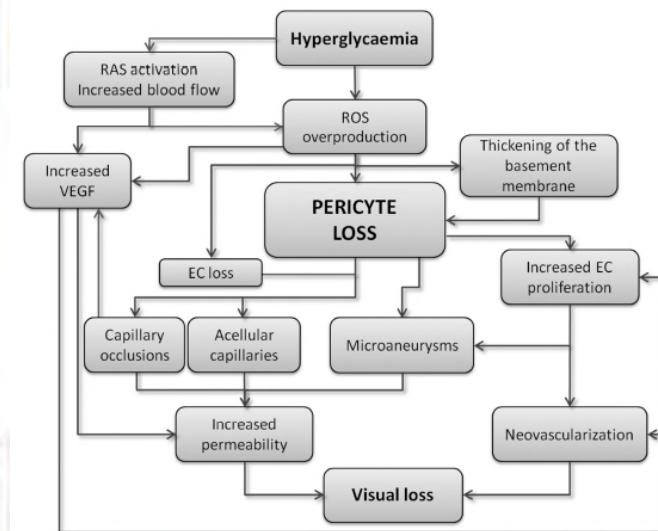 Hyperglycaemia
RAS activation
Increased blood flow
ROS
overproduction
Thickening of the
basement
membrane
Increased
VEGF
PERICYTE
LOSS
EC loss
Increased EC
proliferation
Capillary
occlusions
Acellular
capillaries
Microaneurysms
Increased
permeability
Neovascularization
Visual loss